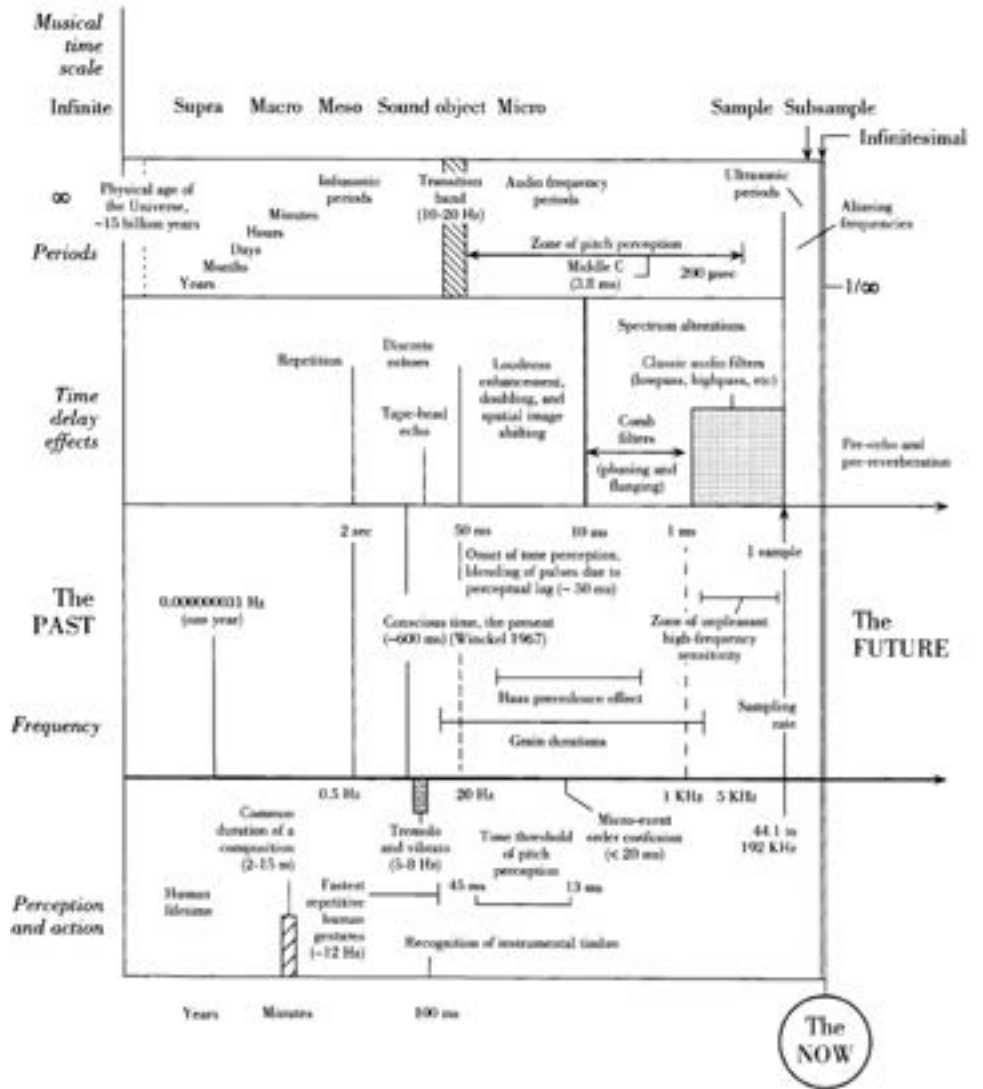 Musical
time
scale
Infinite
Supra
Macro
Meso
Sound object
Micro
Sample
Subsample
Infinitesimal
∞
Physical age of
the Universe,
~15 billion years
Infrasonic
periods
Transition
band
(10-20 Hz)
Audio frequency
periods
Ultrasonic
periods
Aliasing
frequencies
Minutes
Hours
Days
Months
Years
Periods
Zone of pitch perception
Middle C
(3.8 ms)
200 μsec
1/∞
Time
delay
effects
Repetition
Discrete
echoes
Tape-head
echo
Loudness
enhancement,
doubling, and
spatial image
shifting
Spectrum alterations
Classic audio filters
(lowpass, highpass, etc)
Comb
filters
(phasing and
flanging)
Pre-echo and
pre-reverberation
2 sec
50 ms
10 ms
1 ms
1 sample
Onset of tone perception,
blending of pulses due to
perceptual lag (~ 50 ms)
The
PAST
(one year)
Conscious time, the present
(~600 ms) (Winckel 1967)
Zone of unpleasant
high-frequency
sensitivity
The
FUTURE
Haas precedence effect
Grain durations
Sampling
rate
Frequency
0.5 Hz
20 Hz
1 KHz
5 KHz
44.1 to
192 KHz
Common
duration of a
composition
(2-15 m)
Tremolo
and vibrato
(5-8 Hz)
Time threshold
of pitch
perception
45 ms
13 ms
Micro-event
order confusion
(< 20 ms)
Perception
and action
Human
lifetime
Fastest
repetitive
human
gestures
(~12 Hz)
Recognition of instrumental timbre
Years
Minutes
100 ms
The
NOW